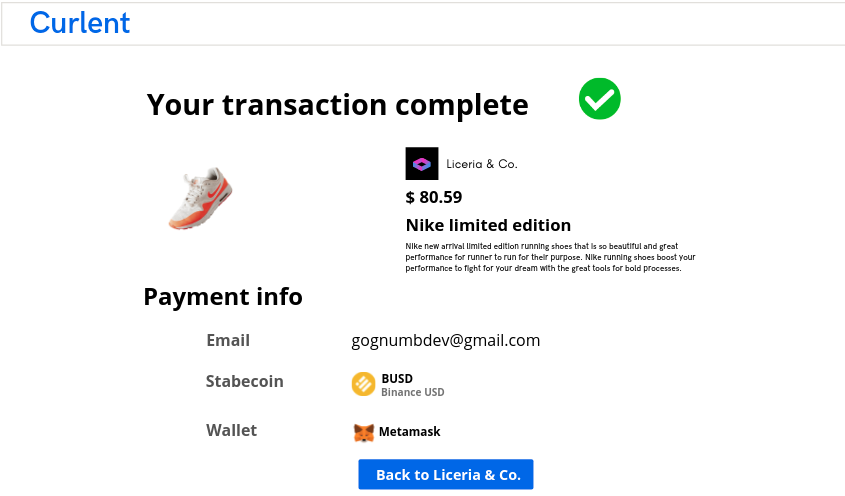 Curlent
Your transaction complete
Liceria & Co.
$ 80.59
Nike limited edition
Nike new arrival limited edition running shoes that is so beautiful and great
performance for runner to run for their purpose. Nike running shoes boost your
performance to fight for your dream with the great tools for bold processes.
Payment info
Email
gognumbdev@gmail.com
Stabecoin
BUSD
Binance USD
Wallet
Metamask
Back to Liceria & Co.